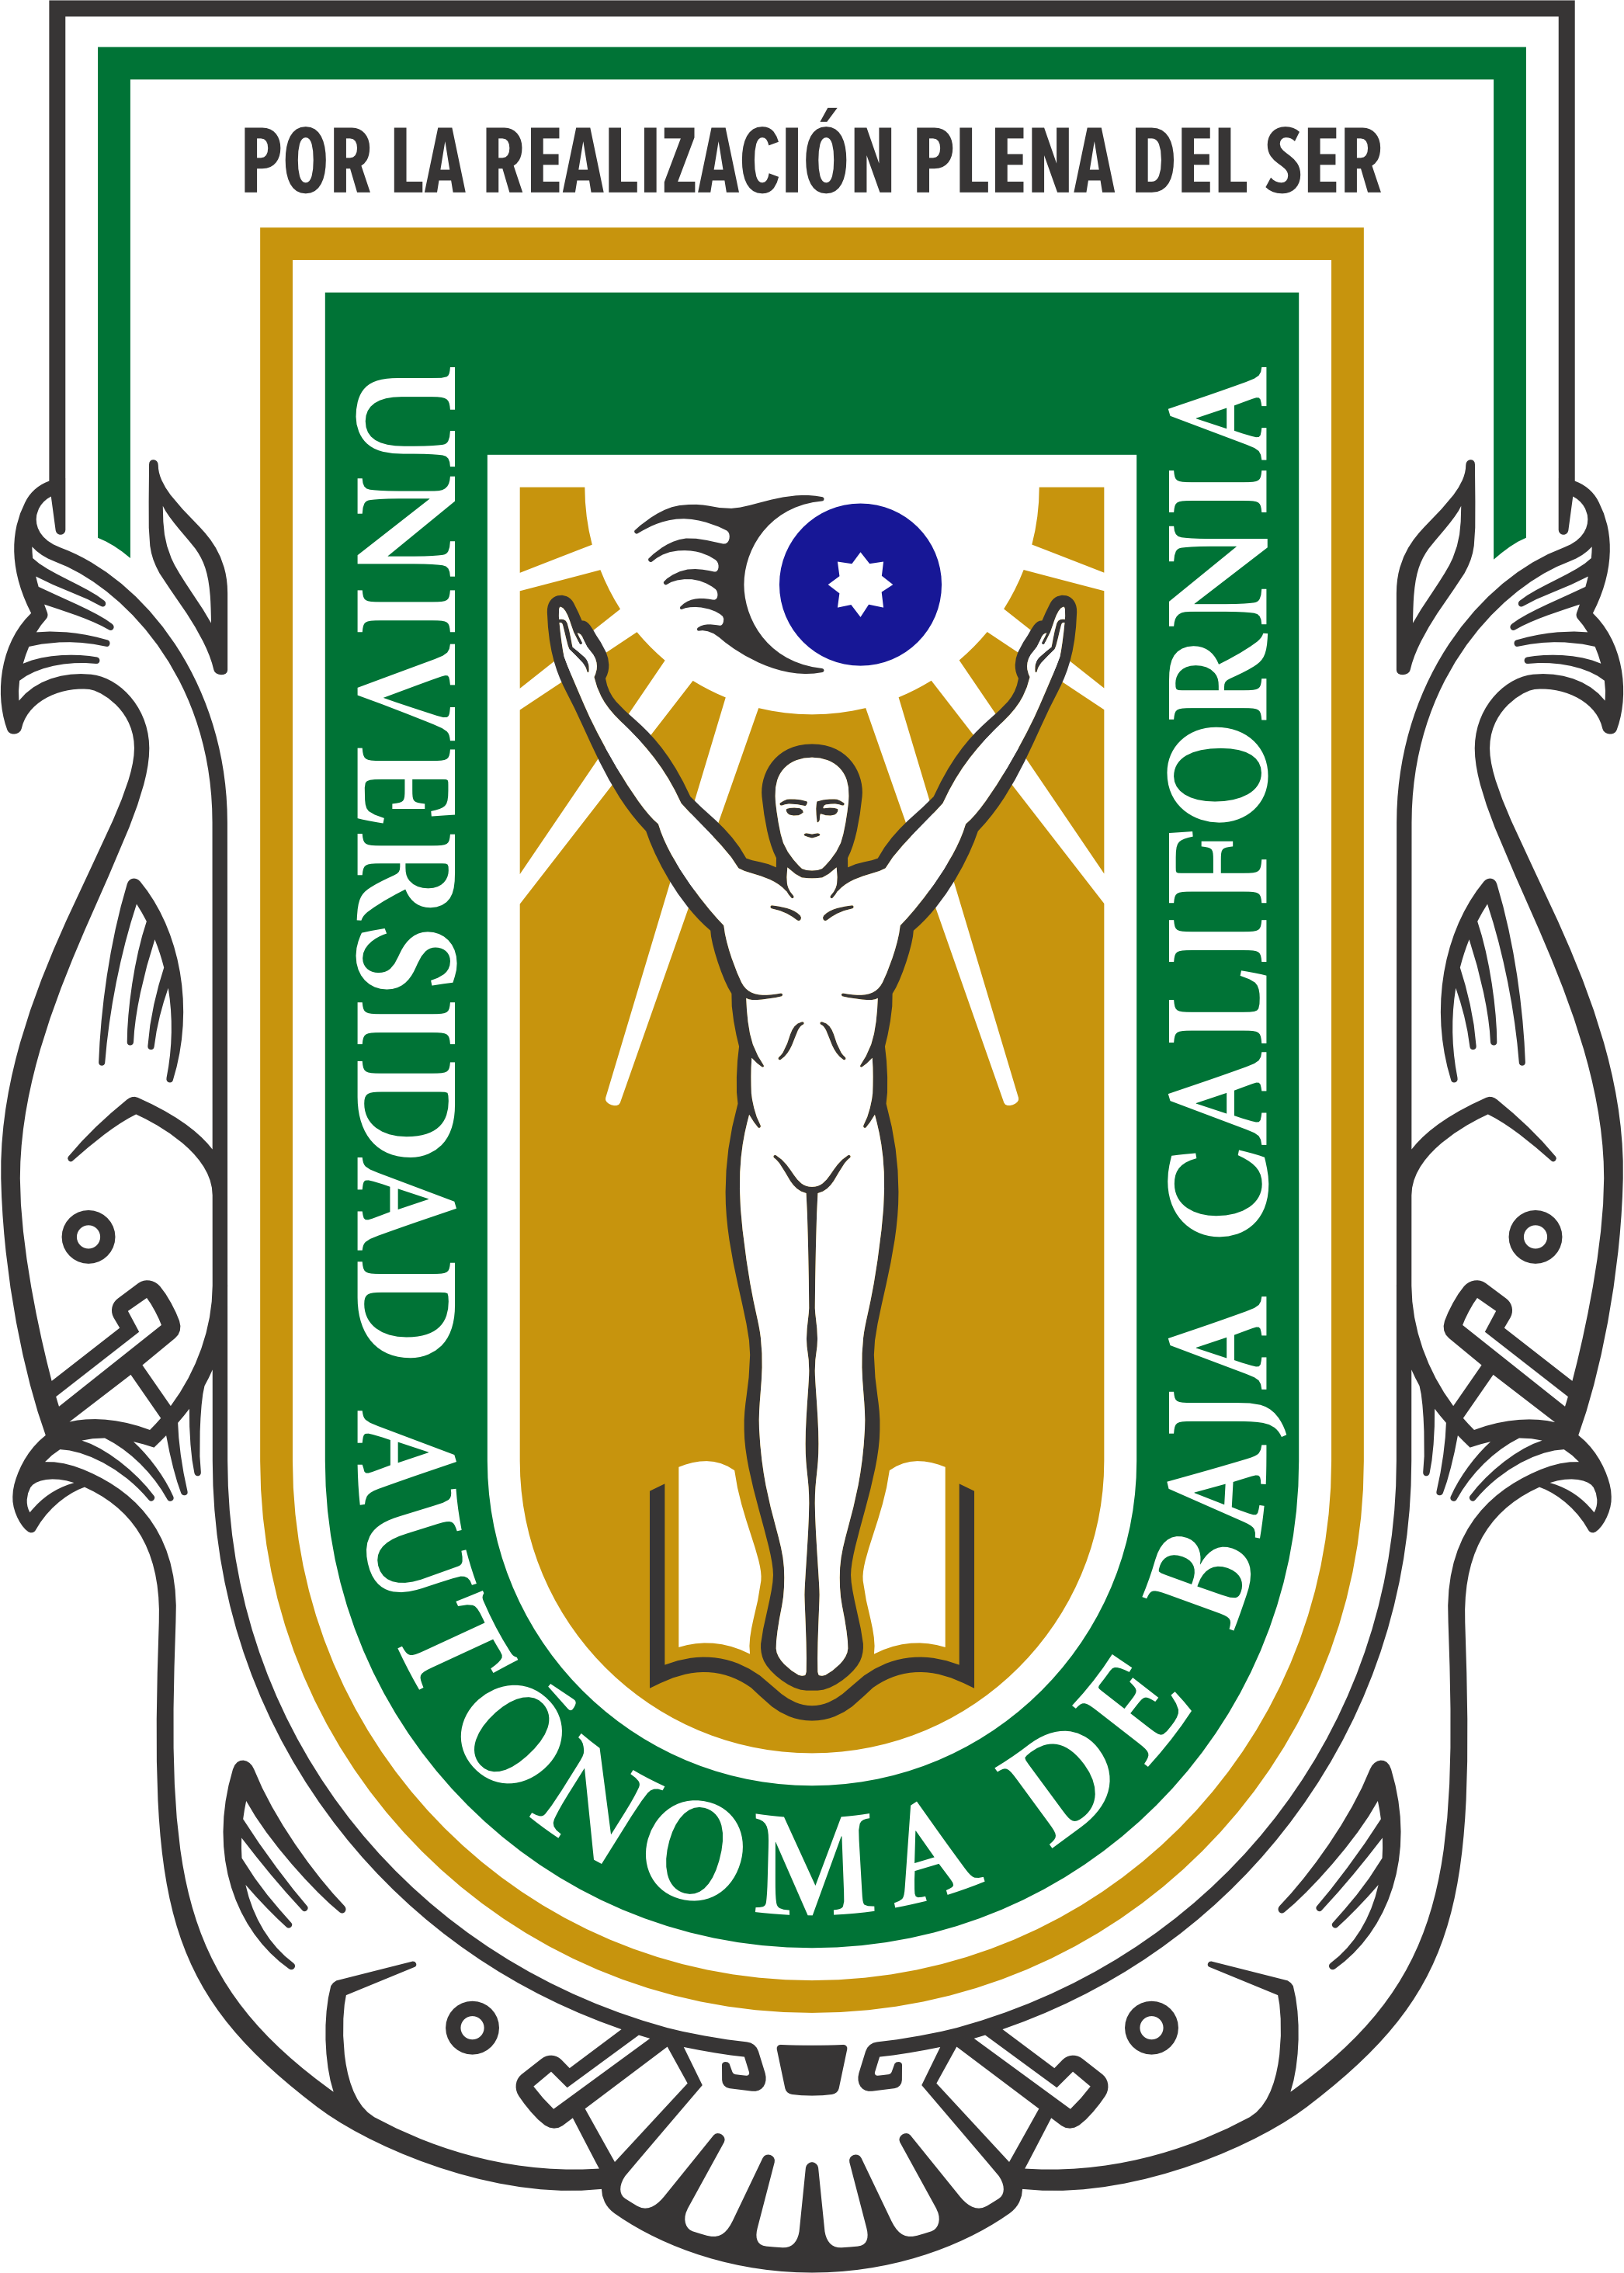 POR LA REALIZACIÓN PLENA DEL SER
UNIVERSIDAD AUTÓNOMA DE BAJA CALIFORNIA